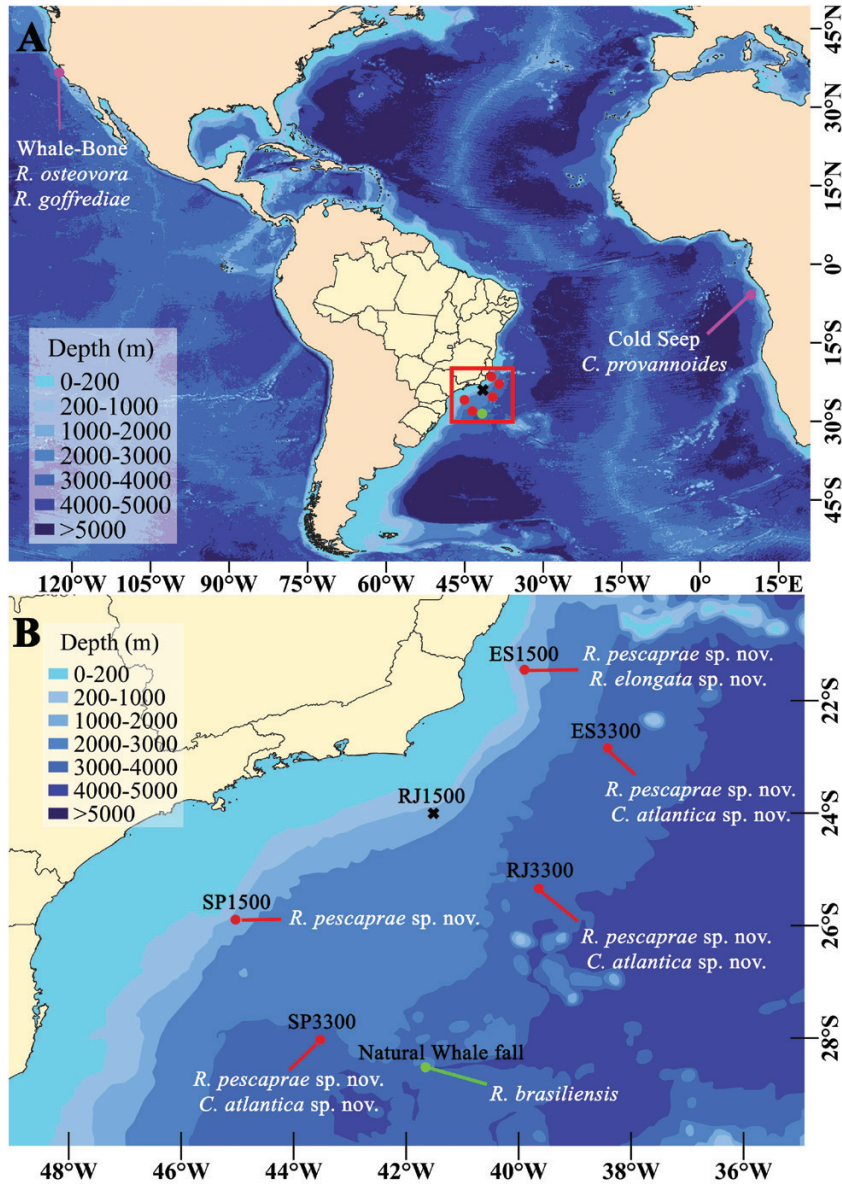 A
45°N
30°N
15°N
0°
15°S
30°S
45°S
Whale-Bone
R. osteovora
R. goffrediae
Cold Seep
C. provannoides
Depth (m)
0-200
200-1000
1000-2000
2000-3000
3000-4000
4000-5000
>5000
120°W 105°W 90°W 75°W 60°W 45°W 30°W 15°W 0° 15°E
B
Depth (m)
0-200
200-1000
1000-2000
2000-3000
3000-4000
4000-5000
>5000
ES1500
R. pescaprae sp. nov.
R. elongata sp. nov.
ES3300
R. pescaprae sp. nov.
C. atlantica sp. nov.
RJ1500
RJ3300
R. pescaprae sp. nov.
C. atlantica sp. nov.
SP1500
R. pescaprae sp. nov.
SP3300
R. pescaprae sp. nov.
C. atlantica sp. nov.
Natural Whale fall
R. brasiliensis
22°S
24°S
26°S
28°S
48°W 46°W 44°W 42°W 40°W 38°W 36°W